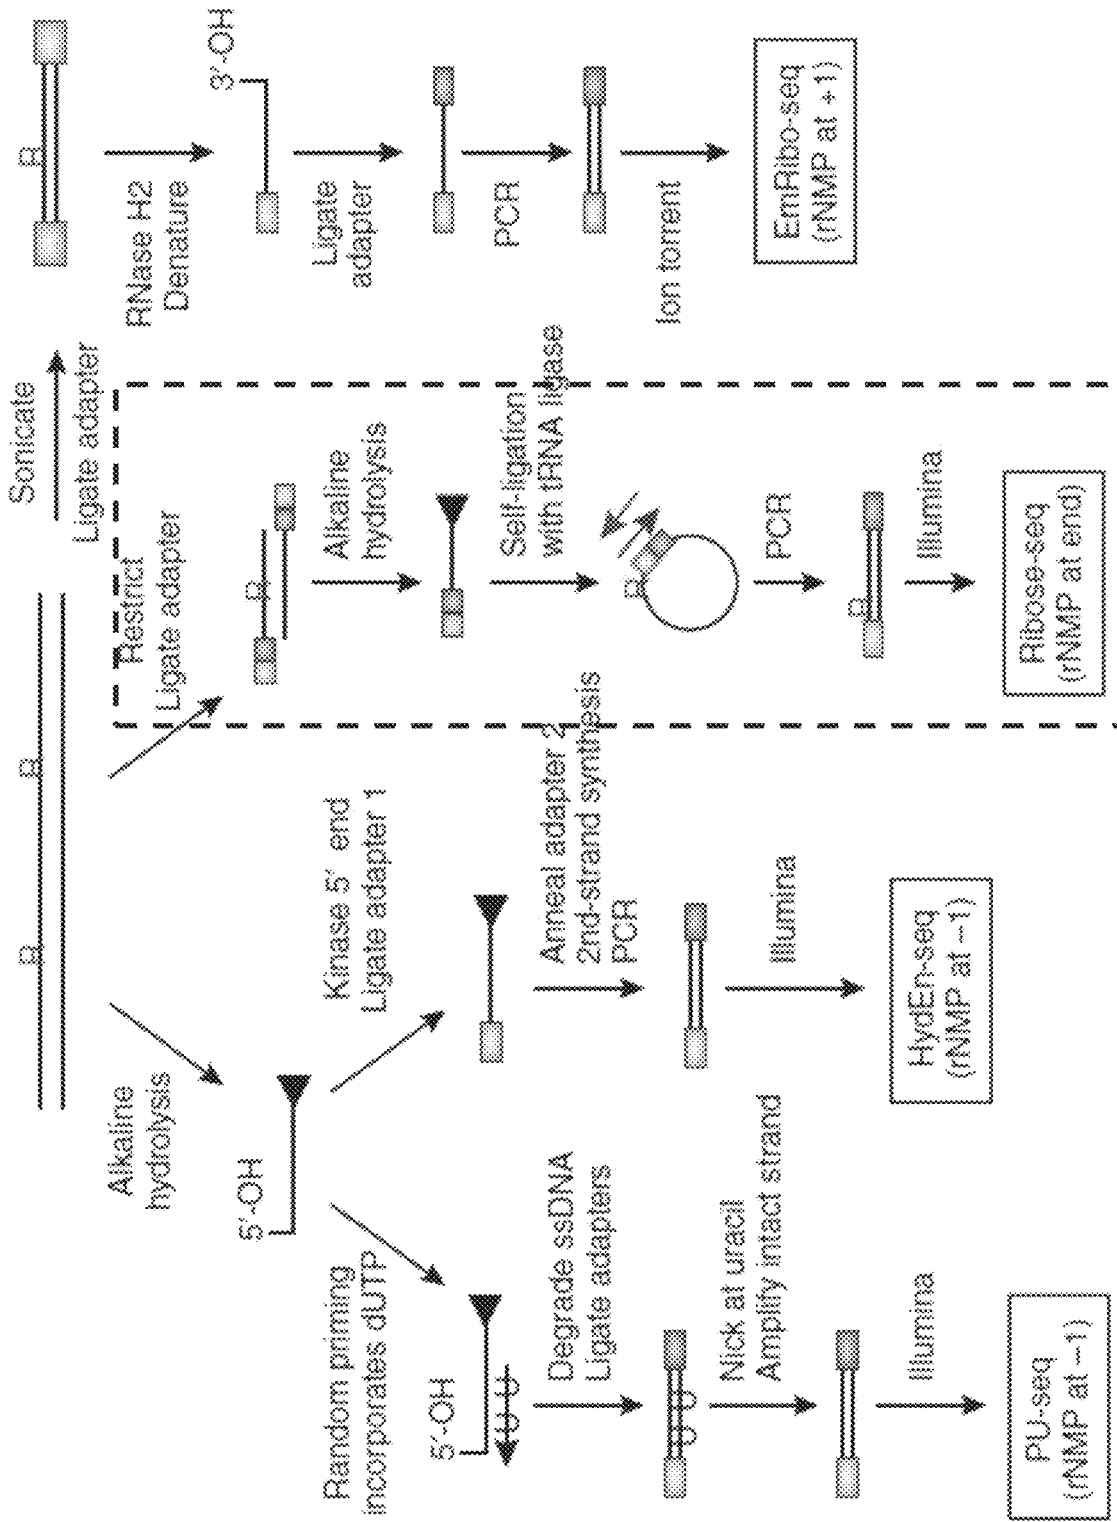 R
R
Alkaline
hydrolysis
5′-OH
Random priming
incorporates dUTP
5′-OH
U
U
Degrade ssDNA
Ligate adapters
U
U
Nick at uracil
Amplify intact strand
Illumina
PU-seq
(rNMP at −1)
Kinase 5′ end
Ligate adapter 1
Anneal adapter 2
2nd-strand synthesis
PCR
Illumina
HydEn-seq
(rNMP at −1)
Restrict
Ligate adapter
R
Alkaline
hydrolysis
Self-ligation
with tRNA ligase
R
PCR
R
Illumina
Ribose-seq
(rNMP at end)
Sonicate
Ligate adapter
R
RNase H2
Denature
3′-OH
Ligate
adapter
PCR
Ion torrent
EmRibo-seq
(rNMP at +1)